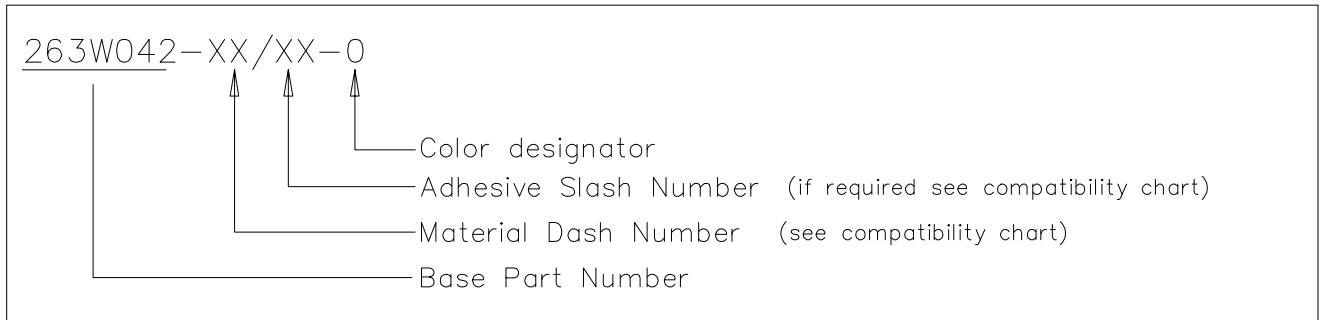 263W042-XX/XX-0
Color designator
Adhesive Slash Number (if required see compatibility chart)
Material Dash Number (see compatibility chart)
Base Part Number